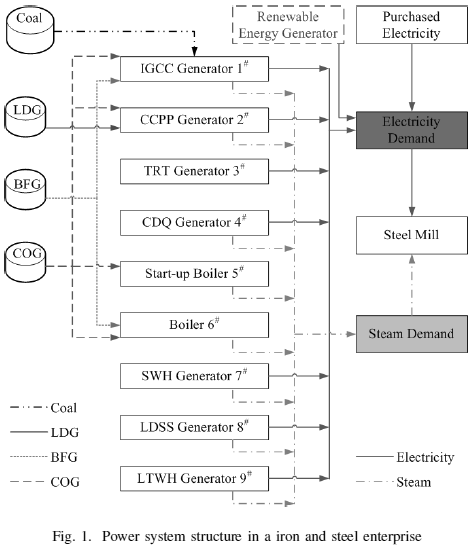 Coal
Renewable
Energy Generator
Purchased
Electricity
IGCC Generator 1#
LDG
CCPP Generator 2#
Electricity
Demand
TRT Generator 3#
BFG
CDQ Generator 4#
Steel Mill
COG
Start-up Boiler 5#
Boiler 6#
Steam Demand
SWH Generator 7#
Coal
LDG
LDSS Generator 8#
BFG
Electricity
COG
LTWH Generator 9#
Steam
Fig. 1. Power system structure in a iron and steel enterprise